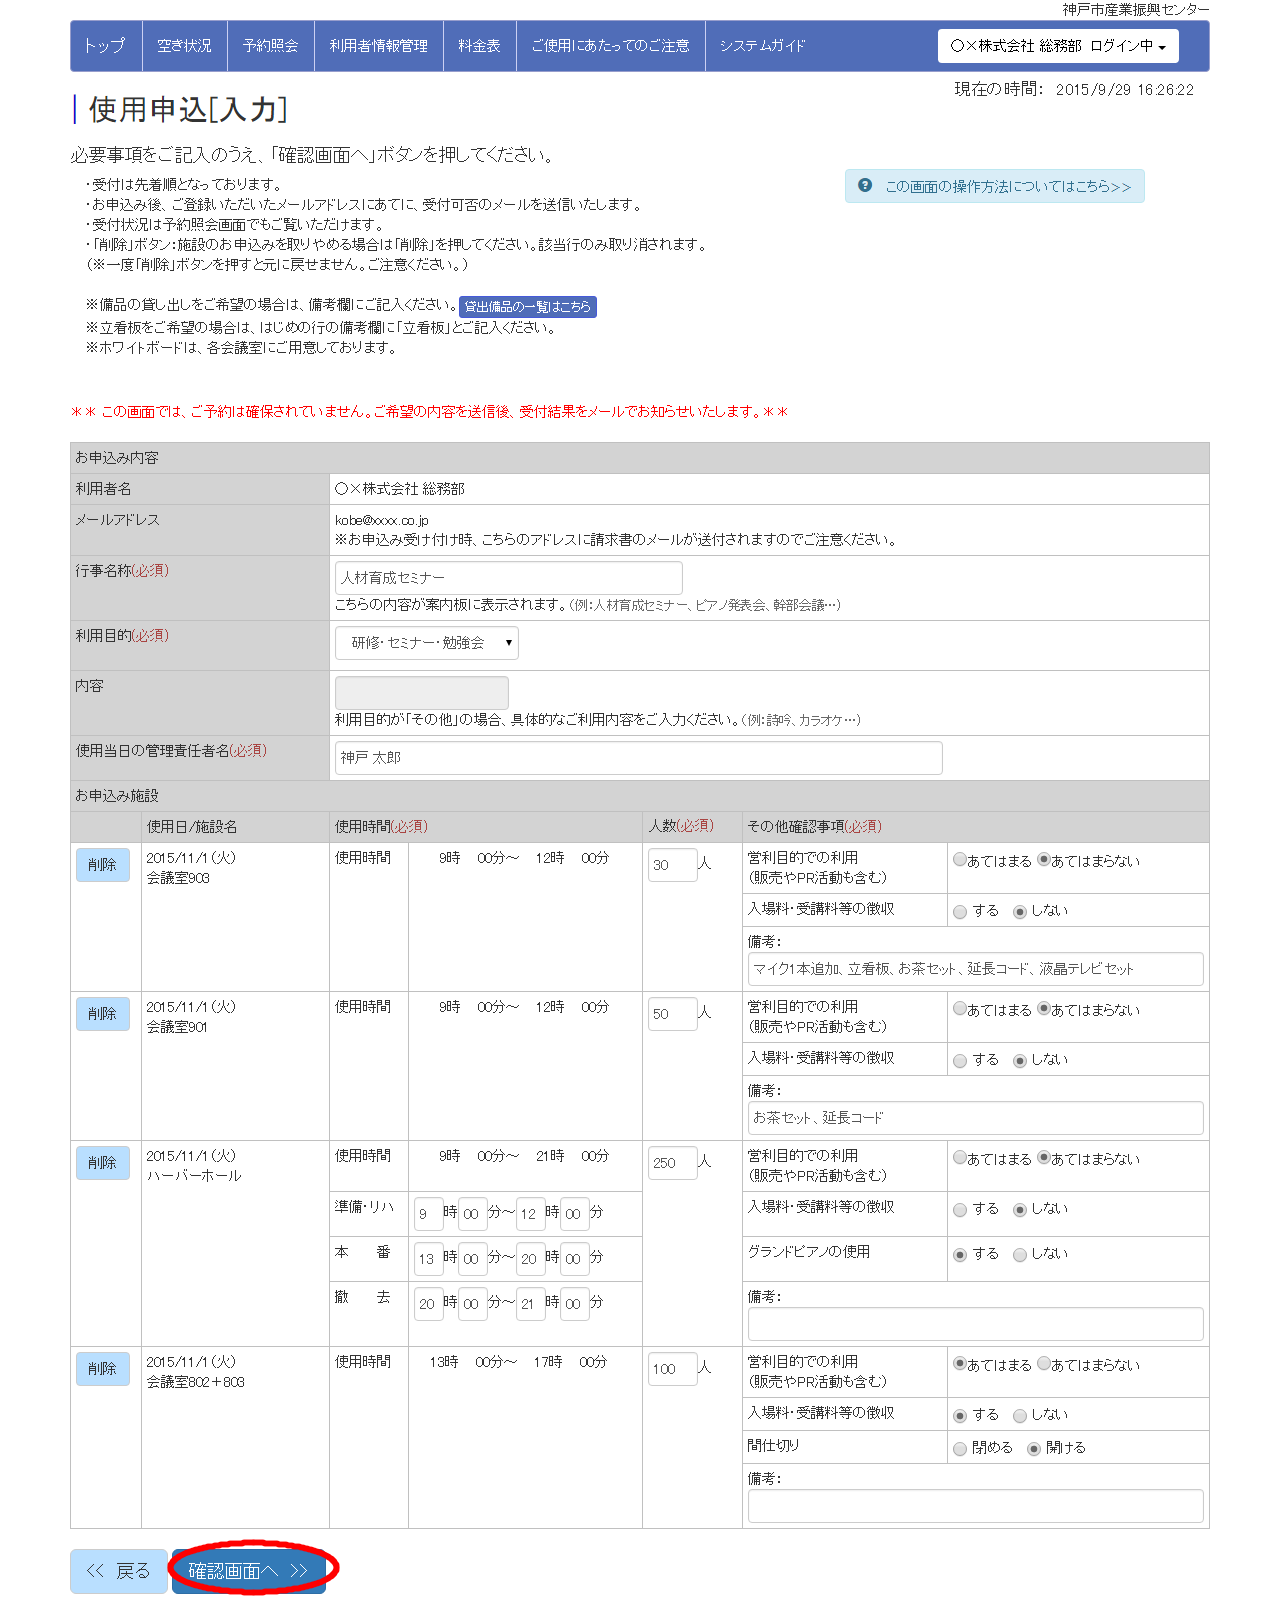 神戸市産業振興センター
トップ 空き状況 予約照会 利用者情報管理 料金表 ご使用にあたってのご注意 システムガイド 〇×株式会社 総務部 ログイン中
現在の時間： 2015/9/29 16:26:22
使用申込[入力]
必要事項をご記入のうえ、「確認画面へ」ボタンを押してください。
・受付は先着順となっております。
この画面の操作方法についてはこちら>>
・お申込み後、ご登録いただいたメールアドレスにあてに、受付可否のメールを送信いたします。
・受付状況は予約照会画面でもご覧いただけます。
・「削除」ボタン：施設のお申込みを取りやめる場合は「削除」を押してください。該当行のみ取り消されます。
（※一度「削除」ボタンを押すと元に戻せません。ご注意ください。）
※備品の貸し出しをご希望の場合は、備考欄にご記入ください。 貸出備品の一覧はこちら
※立看板をご希望の場合は、はじめの行の備考欄に「立看板」とご記入ください。
※ホワイトボードは、各会議室にご用意しております。
＊＊ この画面では、ご予約は確保されていません。ご希望の内容を送信後、受付結果をメールでお知らせいたします。＊＊
お申込み内容
利用者名 〇×株式会社 総務部
メールアドレス kobe@xxxx.co.jp
※お申込み受け付け時、こちらのアドレスに請求書のメールが送付されますのでご注意ください。
行事名称(必須) 人材育成セミナー
こちらの内容が案内板に表示されます。（例：人材育成セミナー、ピアノ発表会、幹部会議…）
利用目的(必須) 研修・セミナー・勉強会
内容
利用目的が「その他」の場合、具体的なご利用内容をご入力ください。（例：詩吟、カラオケ…）
使用当日の管理責任者名(必須) 神戸 太郎
お申込み施設
使用日/施設名 使用時間(必須) 人数(必須) その他確認事項(必須)
削除 2015/11/1（火） 使用時間 9時 00分～ 12時 00分 30 人 営利目的での利用 あてはまる あてはまらない
会議室903 （販売やPR活動も含む）
入場料・受講料等の徴収 する しない
備考：
マイク1本追加、立看板、お茶セット、延長コード、液晶テレビセット
削除 2015/11/1（火） 使用時間 9時 00分～ 12時 00分 50 人 営利目的での利用 あてはまる あてはまらない
会議室901 （販売やPR活動も含む）
入場料・受講料等の徴収 する しない
備考：
お茶セット、延長コード
削除 2015/11/1（火） 使用時間 9時 00分～ 21時 00分 250 人 営利目的での利用 あてはまる あてはまらない
ハーバーホール （販売やPR活動も含む）
準備・リハ 9 時 00 分～ 12 時 00 分 入場料・受講料等の徴収 する しない
本 番 13 時 00 分～ 20 時 00 分 グランドピアノの使用 する しない
撤 去 20 時 00 分～ 21 時 00 分 備考：
削除 2015/11/1（火） 使用時間 13時 00分～ 17時 00分 100 人 営利目的での利用 あてはまる あてはまらない
会議室802＋803 （販売やPR活動も含む）
入場料・受講料等の徴収 する しない
間仕切り 閉める 開ける
備考：
<< 戻る 確認画面へ >>